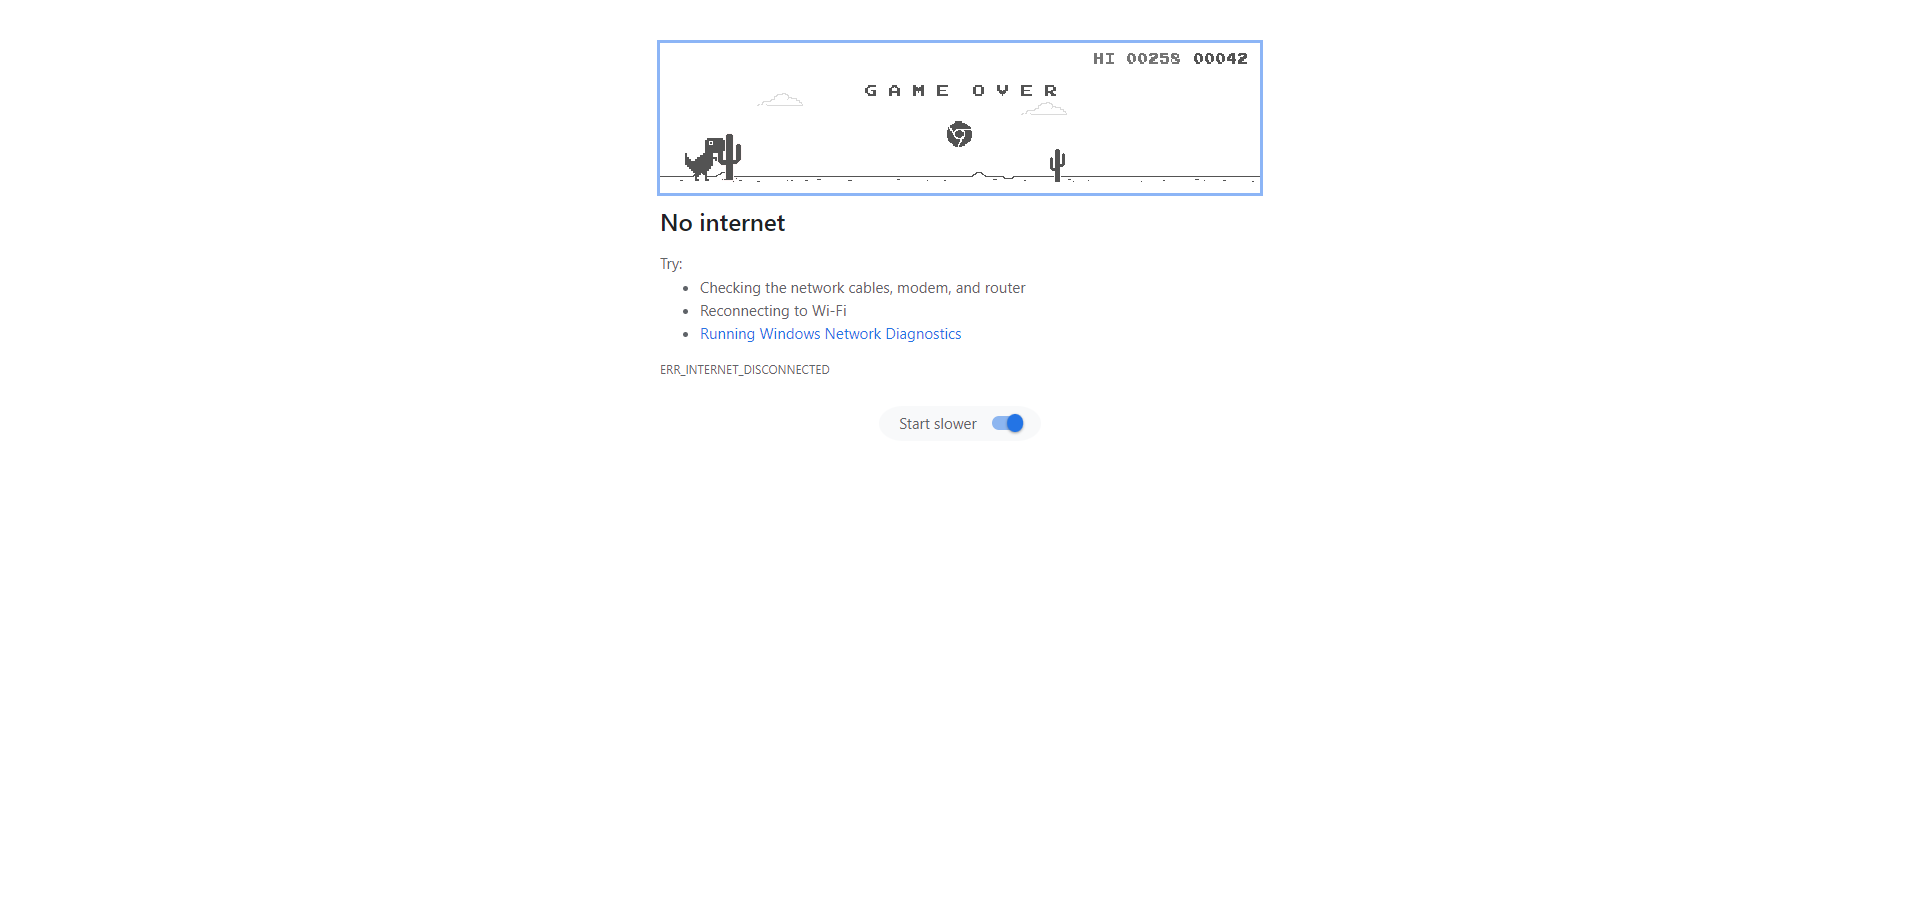 HI 00258 00042
GAME OVER
No internet
Try:
Checking the network cables, modem, and router
Reconnecting to Wi-Fi
Running Windows Network Diagnostics
ERR_INTERNET_DISCONNECTED
Start slower